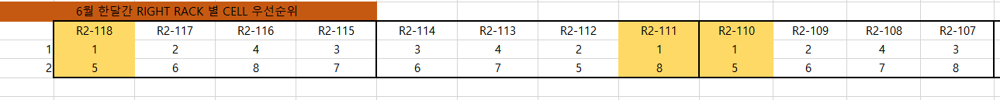 6월 한달간 RIGHT RACK 별 CELL 우선순위
R2-118 R2-117 R2-116 R2-115 R2-114 R2-113 R2-112 R2-111 R2-110 R2-109 R2-108 R2-107
1 1 2 4 3 3 4 2 1 1 2 4 3
2 5 6 8 7 6 7 5 8 5 6 7 8